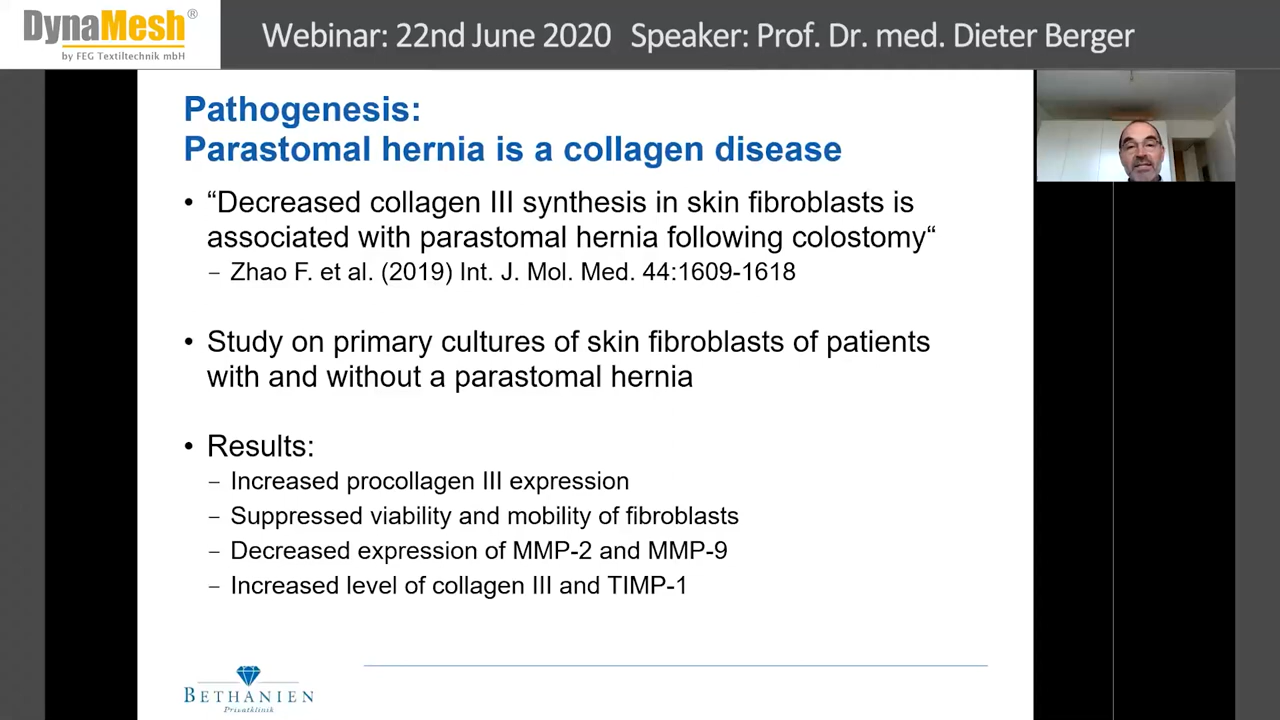 DynaMesh®
by FEG Textiltechnik mbH
Webinar: 22nd June 2020 Speaker: Prof. Dr. med. Dieter Berger
Pathogenesis:
Parastomal hernia is a collagen disease
• “Decreased collagen III synthesis in skin fibroblasts is
associated with parastomal hernia following colostomy“
– Zhao F. et al. (2019) Int. J. Mol. Med. 44:1609-1618
• Study on primary cultures of skin fibroblasts of patients
with and without a parastomal hernia
• Results:
– Increased procollagen III expression
– Suppressed viability and mobility of fibroblasts
– Decreased expression of MMP-2 and MMP-9
– Increased level of collagen III and TIMP-1
BETHANIEN
Privatklinik